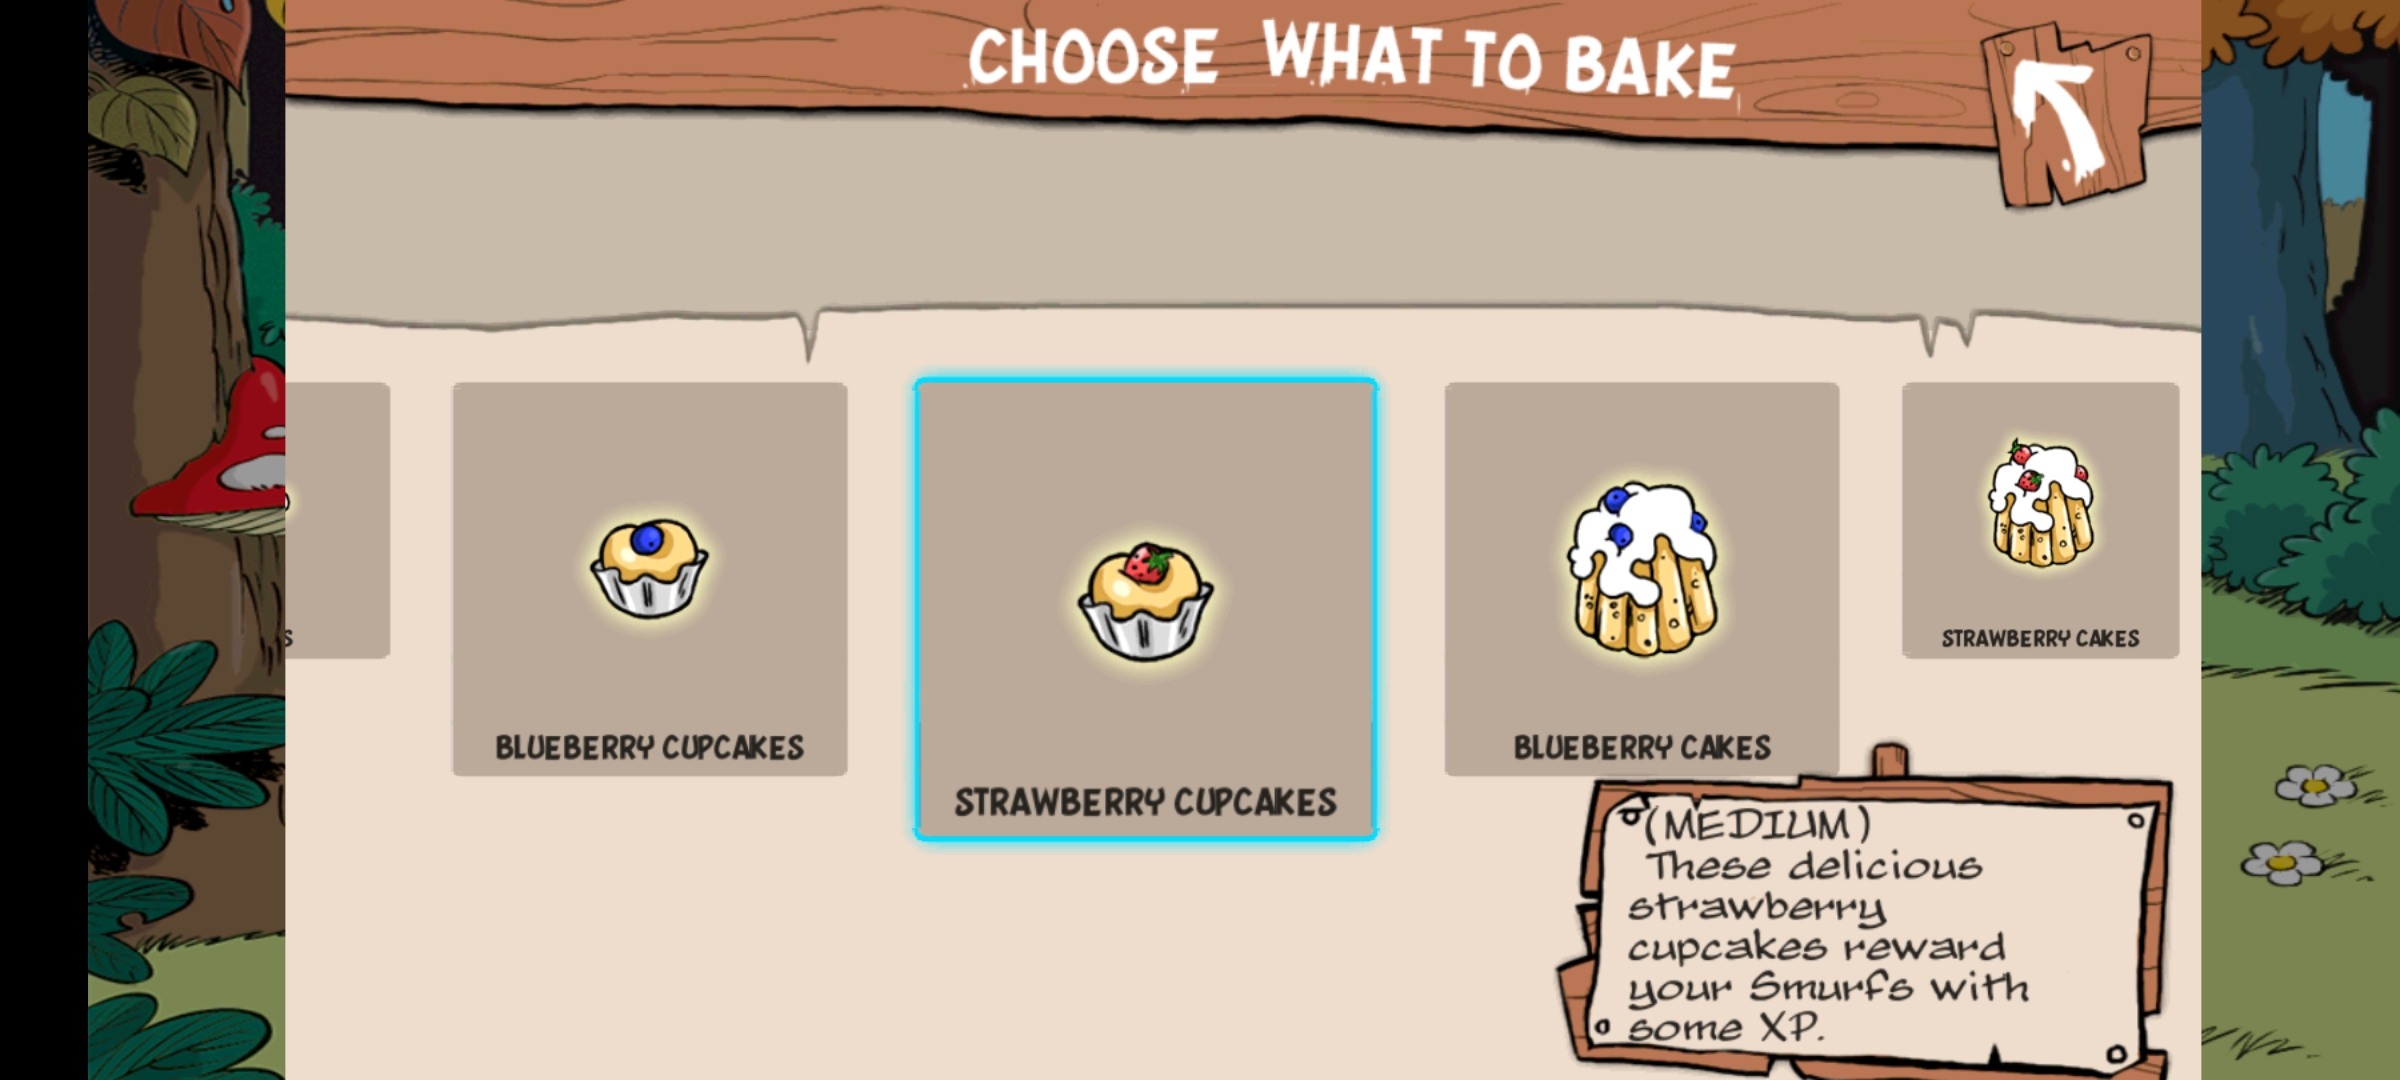 CHOOSE WHAT TO BAKE
S
BLUEBERRY CUPCAKES
STRAWBERRY CUPCAKES
BLUEBERRY CAKES
STRAWBERRY CAKES
(MEDIUM)
These delicious
strawberry
cupcakes reward
your Smurfs with
some XP.